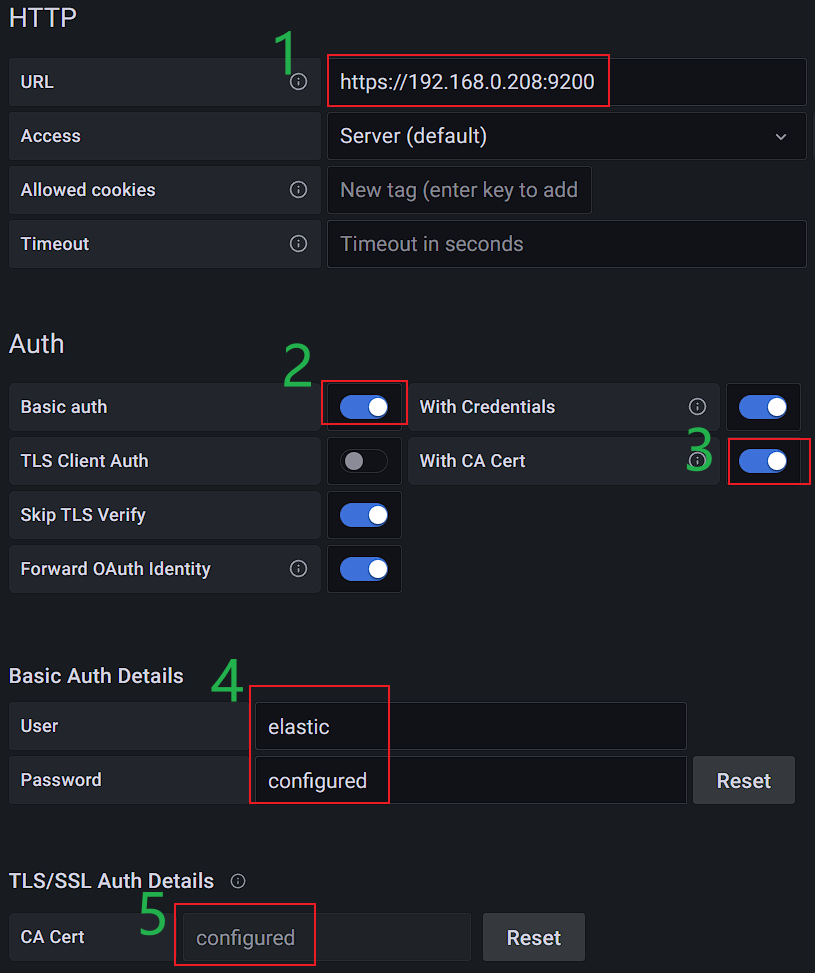 HTTP
1
URL https://192.168.0.208:9200
Access Server (default)
Allowed cookies New tag (enter key to add
Timeout Timeout in seconds
Auth
2
Basic auth With Credentials
3
TLS Client Auth With CA Cert
Skip TLS Verify
Forward OAuth Identity
Basic Auth Details
4
User elastic
Password configured Reset
TLS/SSL Auth Details
5
CA Cert configured Reset